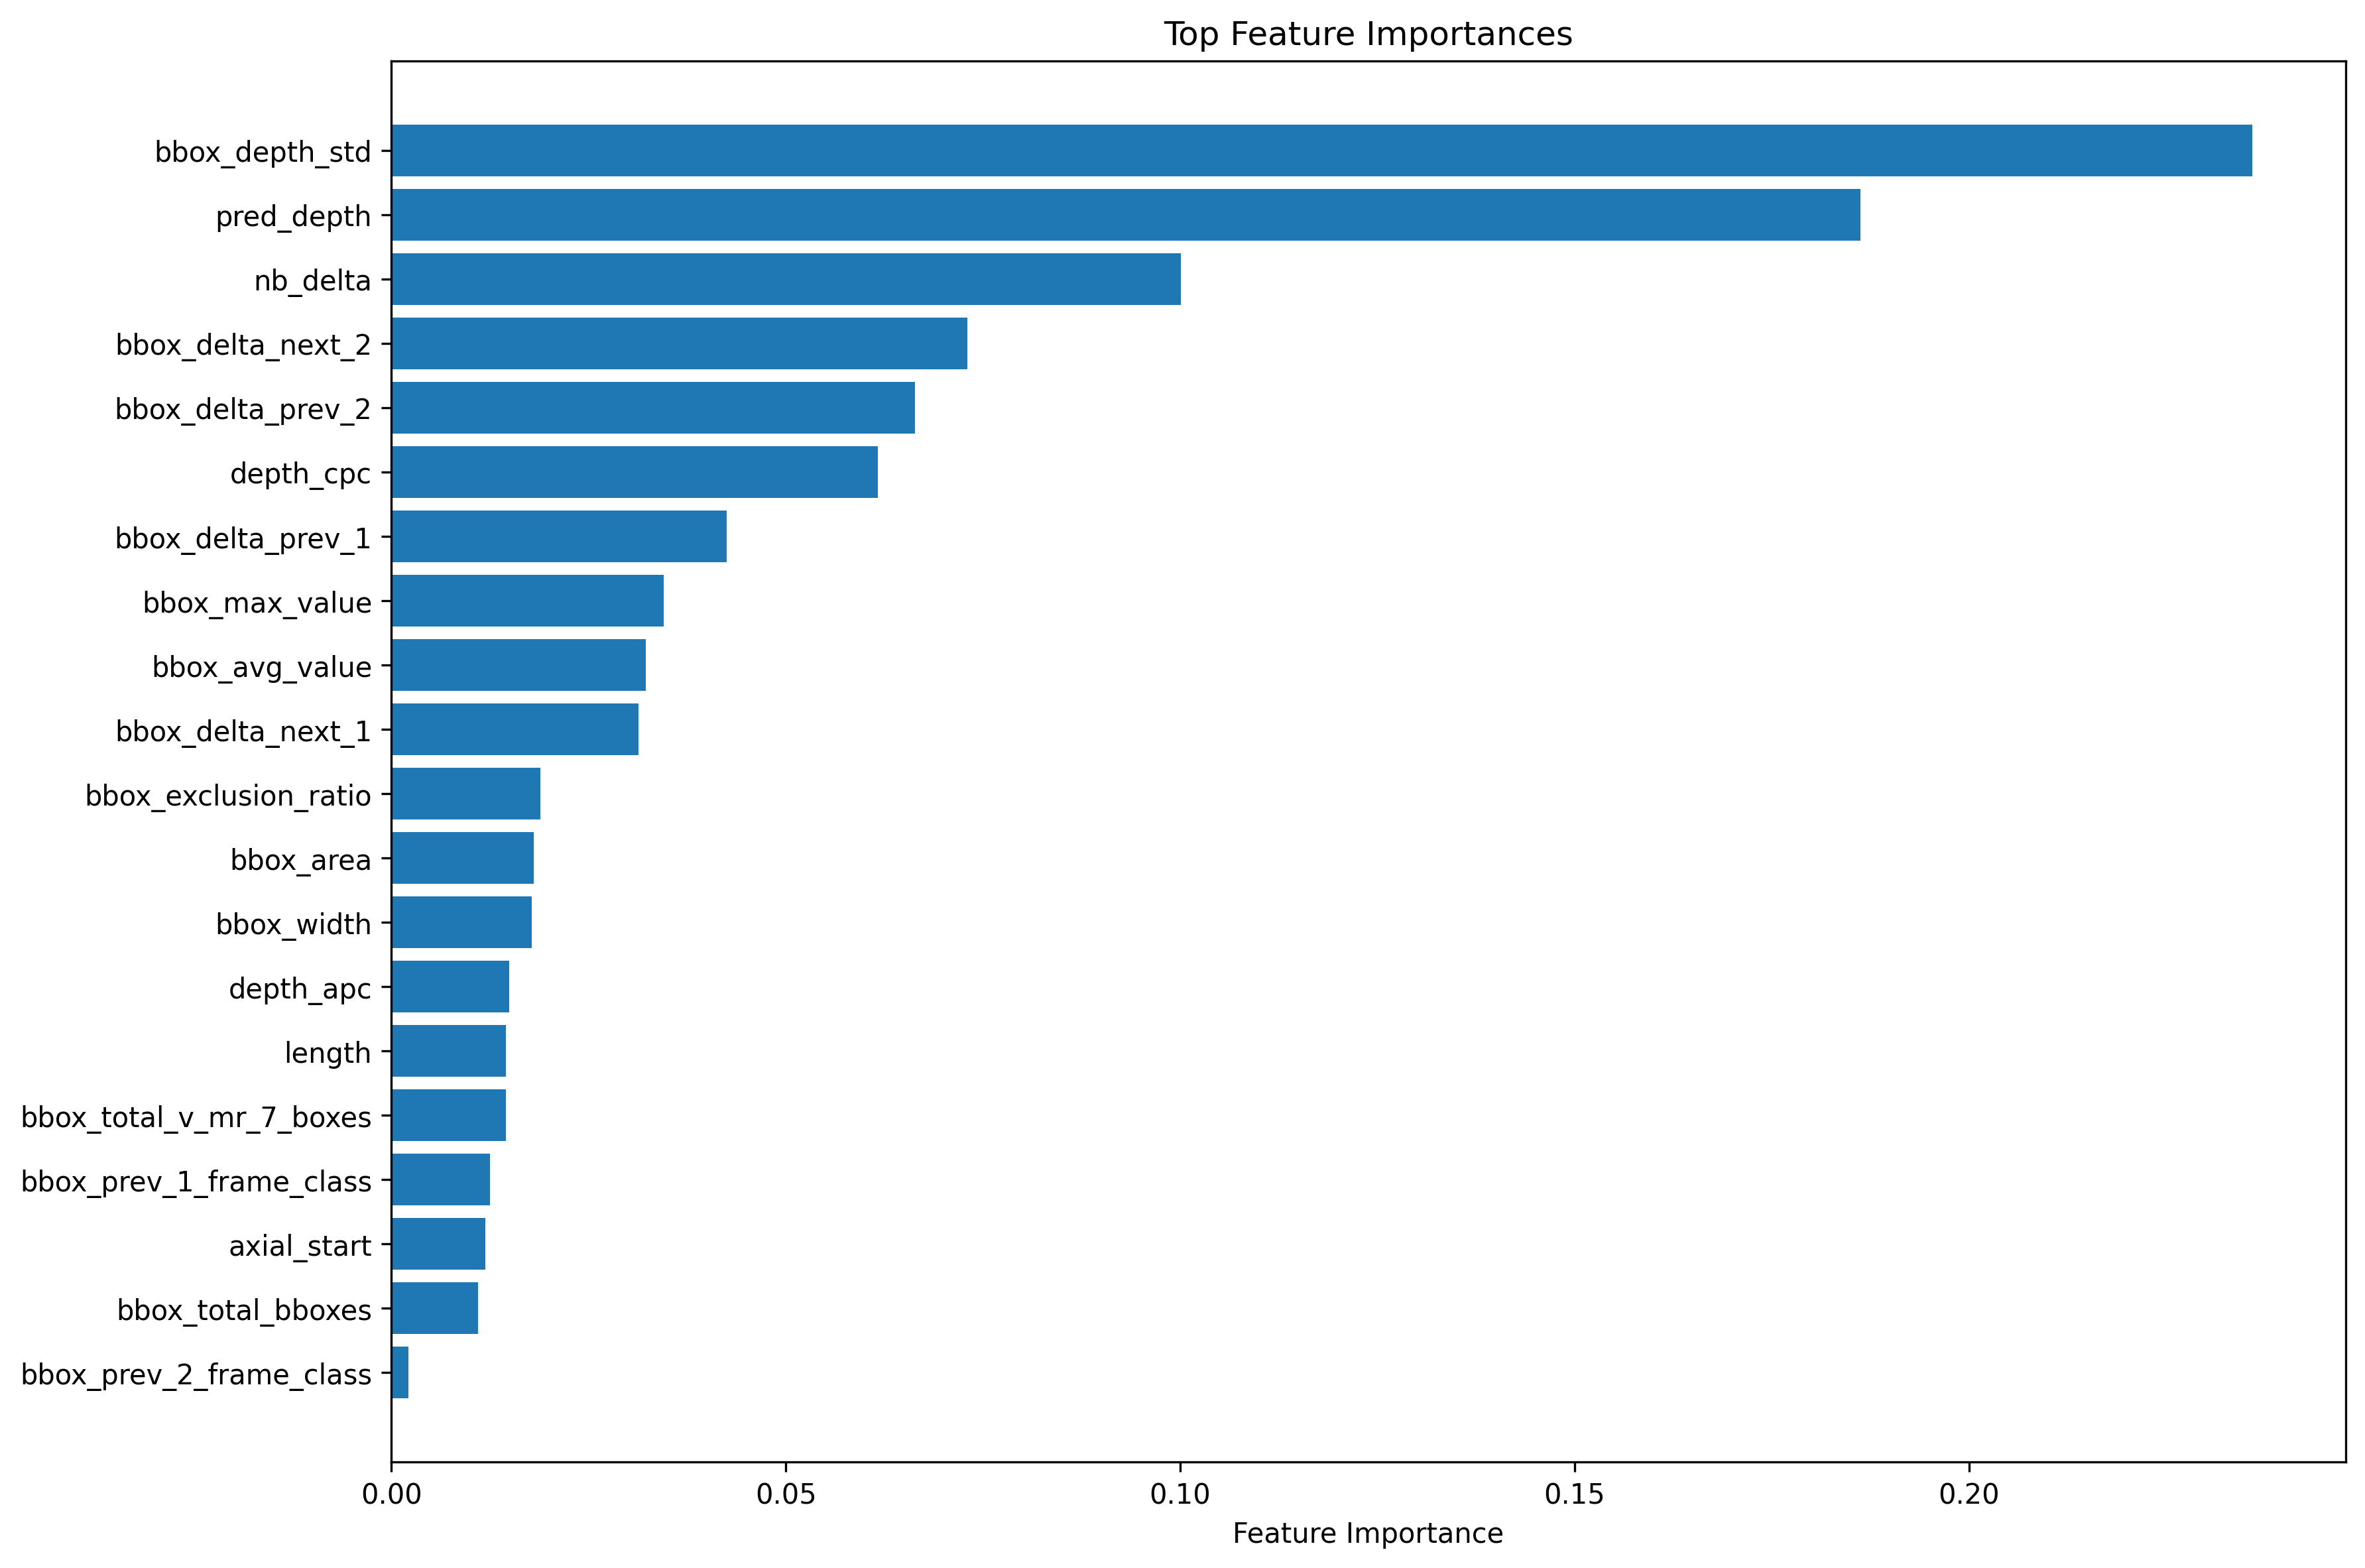 Top Feature Importances
bbox_depth_std
pred_depth
nb_delta
bbox_delta_next_2
bbox_delta_prev_2
depth_cpc
bbox_delta_prev_1
bbox_max_value
bbox_avg_value
bbox_delta_next_1
bbox_exclusion_ratio
bbox_area
bbox_width
depth_apc
length
bbox_total_v_mr_7_boxes
bbox_prev_1_frame_class
axial_start
bbox_total_bboxes
bbox_prev_2_frame_class
0.00 0.05 0.10 0.15 0.20
Feature Importance